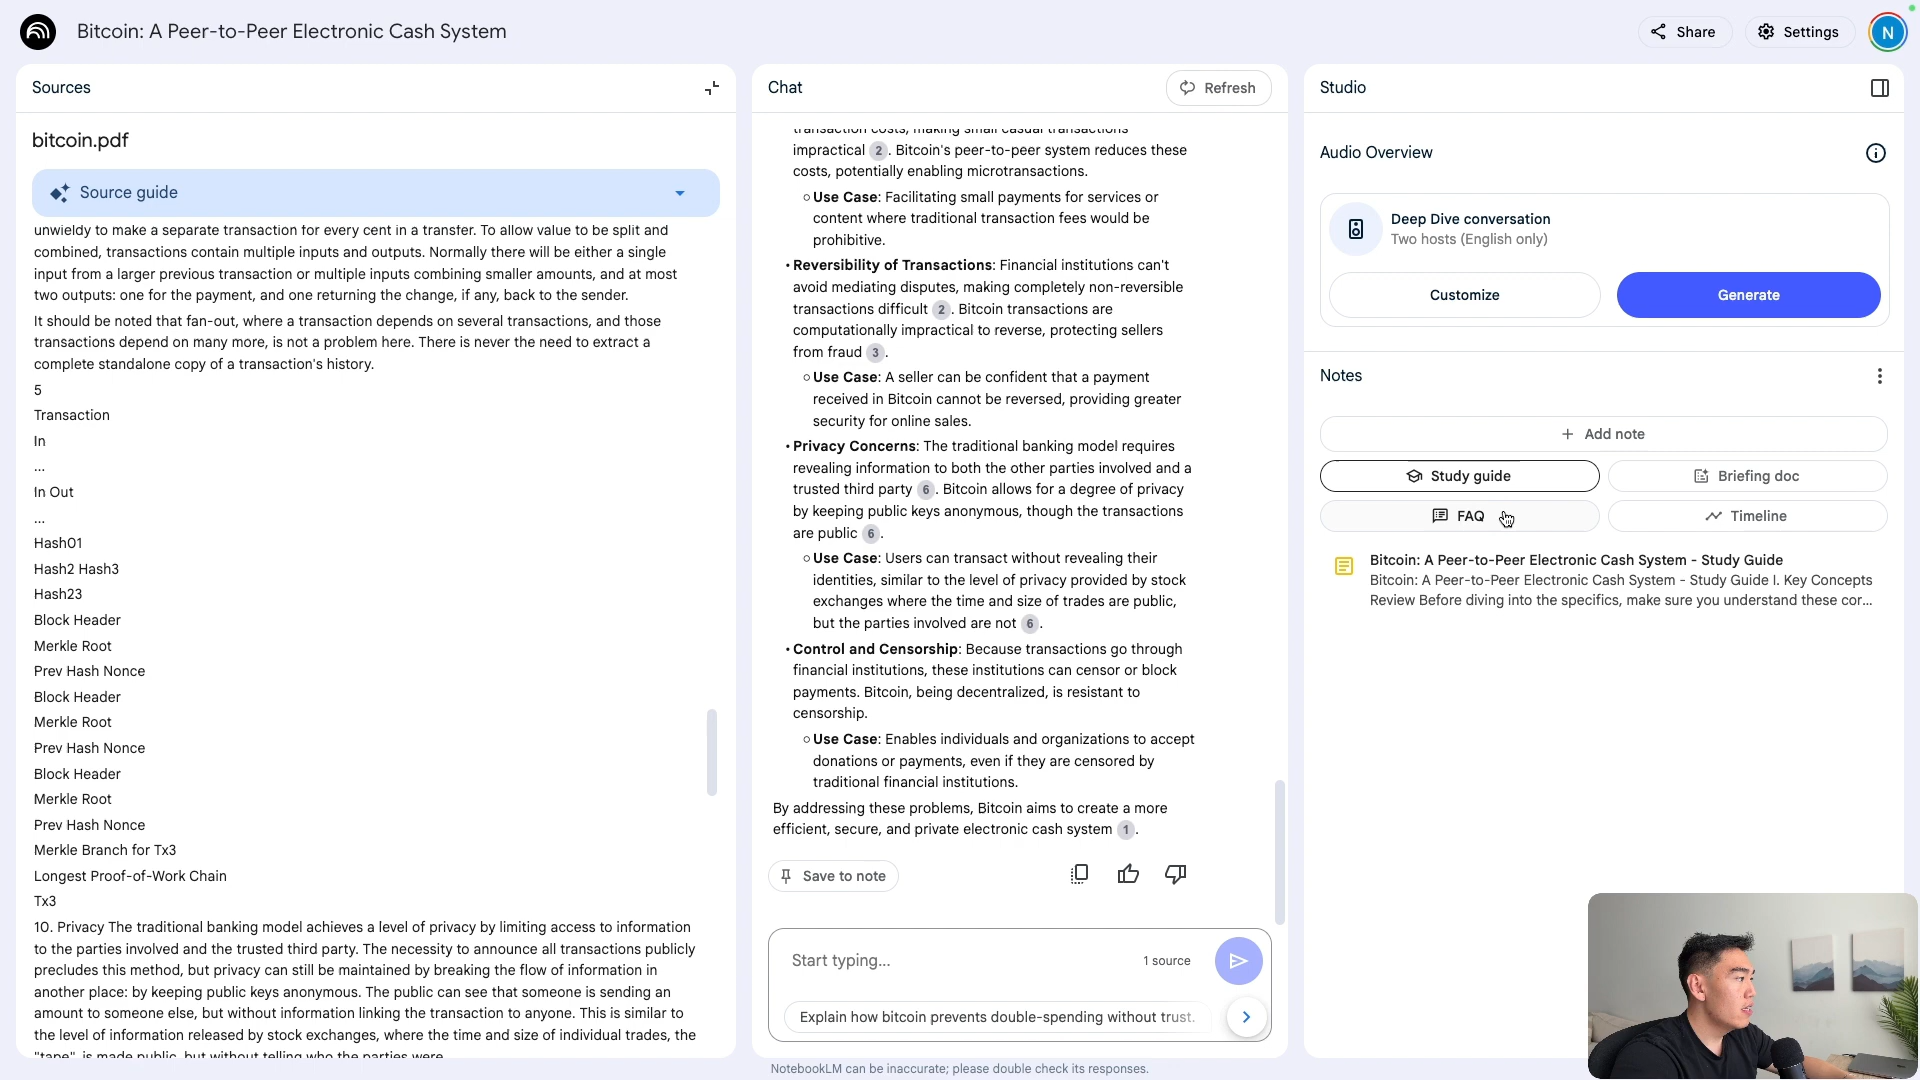 Bitcoin: A Peer-to-Peer Electronic Cash System
Share
Settings
N
Sources
bitcoin.pdf
Source guide
unwieldy to make a separate transaction for every cent in a transfer. To allow value to be split and
combined, transactions contain multiple inputs and outputs. Normally there will be either a single
input from a larger previous transaction or multiple inputs combining smaller amounts, and at most
two outputs: one for the payment, and one returning the change, if any, back to the sender.
It should be noted that fan-out, where a transaction depends on several transactions, and those
transactions depend on many more, is not a problem here. There is never the need to extract a
complete standalone copy of a transaction's history.
5
Transaction
In
...
In Out
...
Hash01
Hash2 Hash3
Hash23
Block Header
Merkle Root
Prev Hash Nonce
Block Header
Merkle Root
Prev Hash Nonce
Block Header
Merkle Root
Prev Hash Nonce
Merkle Branch for Tx3
Longest Proof-of-Work Chain
Tx3
10. Privacy The traditional banking model achieves a level of privacy by limiting access to information
to the parties involved and the trusted third party. The necessity to announce all transactions publicly
precludes this method, but privacy can still be maintained by breaking the flow of information in
another place: by keeping public keys anonymous. The public can see that someone is sending an
amount to someone else, but without information linking the transaction to anyone. This is similar to
the level of information released by stock exchanges, where the time and size of individual trades, the
"tape", is made public, but without telling who the parties were.
Chat
Refresh
transaction costs, making small casual transactions
impractical 2. Bitcoin's peer-to-peer system reduces these
costs, potentially enabling microtransactions.
○ Use Case: Facilitating small payments for services or
content where traditional transaction fees would be
prohibitive.
• Reversibility of Transactions: Financial institutions can't
avoid mediating disputes, making completely non-reversible
transactions difficult 2. Bitcoin transactions are
computationally impractical to reverse, protecting sellers
from fraud 3.
○ Use Case: A seller can be confident that a payment
received in Bitcoin cannot be reversed, providing greater
security for online sales.
• Privacy Concerns: The traditional banking model requires
revealing information to both the other parties involved and a
trusted third party 6. Bitcoin allows for a degree of privacy
by keeping public keys anonymous, though the transactions
are public 6.
○ Use Case: Users can transact without revealing their
identities, similar to the level of privacy provided by stock
exchanges where the time and size of trades are public,
but the parties involved are not 6.
• Control and Censorship: Because transactions go through
financial institutions, these institutions can censor or block
payments. Bitcoin, being decentralized, is resistant to
censorship.
○ Use Case: Enables individuals and organizations to accept
donations or payments, even if they are censored by
traditional financial institutions.
By addressing these problems, Bitcoin aims to create a more
efficient, secure, and private electronic cash system 1.
Save to note
Start typing...
1 source
Explain how bitcoin prevents double-spending without trust.
NotebookLM can be inaccurate; please double check its responses.
Studio
Audio Overview
Deep Dive conversation
Two hosts (English only)
Customize
Generate
Notes
+ Add note
Study guide
Briefing doc
FAQ
Timeline
Bitcoin: A Peer-to-Peer Electronic Cash System - Study Guide
Bitcoin: A Peer-to-Peer Electronic Cash System - Study Guide I. Key Concepts
Review Before diving into the specifics, make sure you understand these cor...